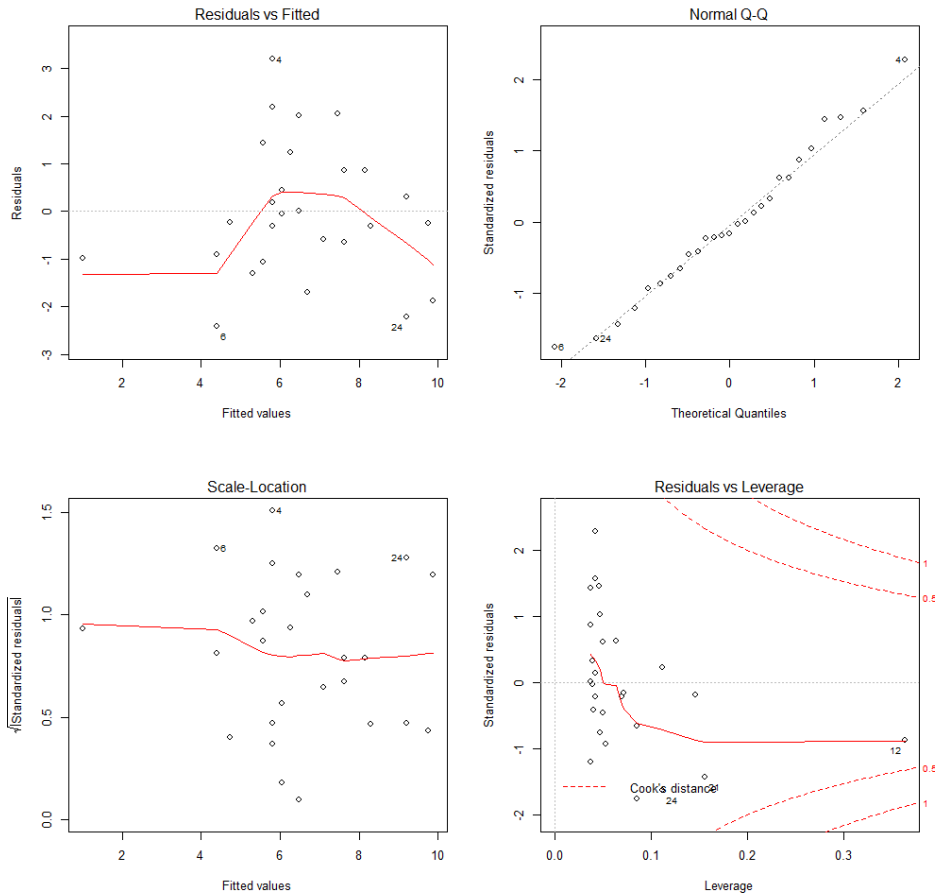 Residuals vs Fitted
Residuals
-3 -2 -1 0 1 2 3
2 4 6 8 10
Fitted values
4
6
24
Normal Q-Q
Standardized residuals
-1 0 1 2
-2 -1 0 1 2
Theoretical Quantiles
4
6
24
Scale-Location
√|Standardized residuals|
0.0 0.5 1.0 1.5
2 4 6 8 10
Fitted values
4
6
24
Residuals vs Leverage
Standardized residuals
-2 -1 0 1 2
0.0 0.1 0.2 0.3
Leverage
1
0.5
0.5
1
12
Cook's distance
21
24